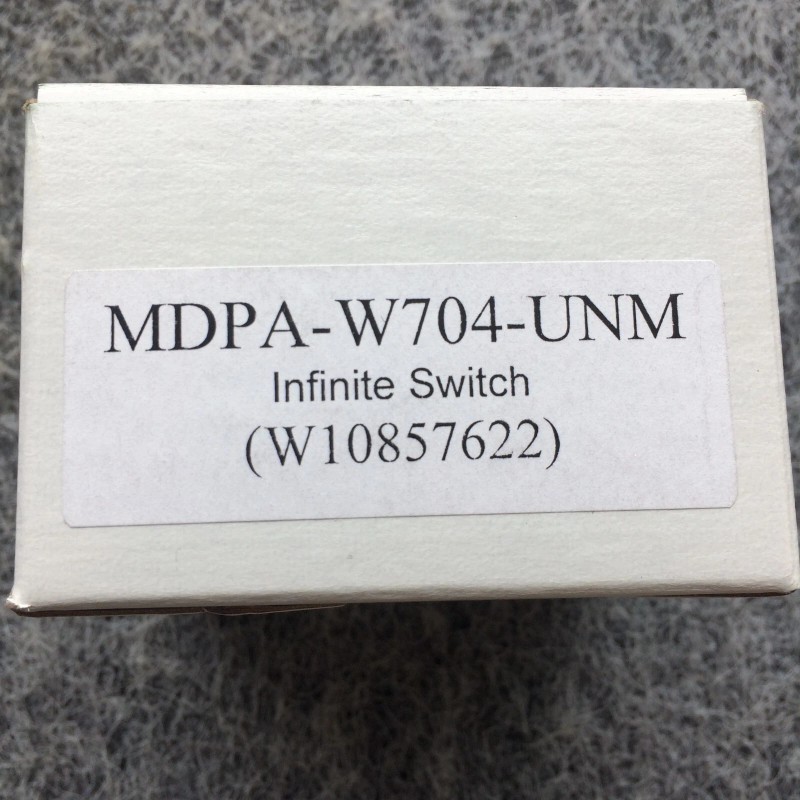 MDPA-W704-UNM
Infinite Switch
(W10857622)